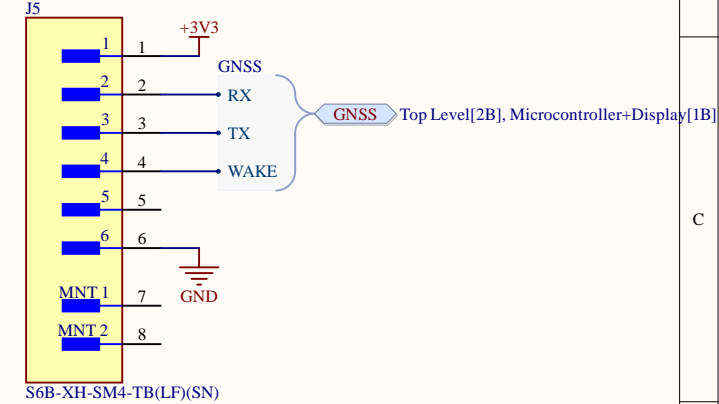 J5
+3V3
1 1
GNSS
2 2
RX
GNSS Top Level[2B], Microcontroller+Display[1B]
3 3
TX
4 4
WAKE
5 5
C
6 6
GND
MNT 1 7
MNT 2 8
S6B-XH-SM4-TB(LF)(SN)